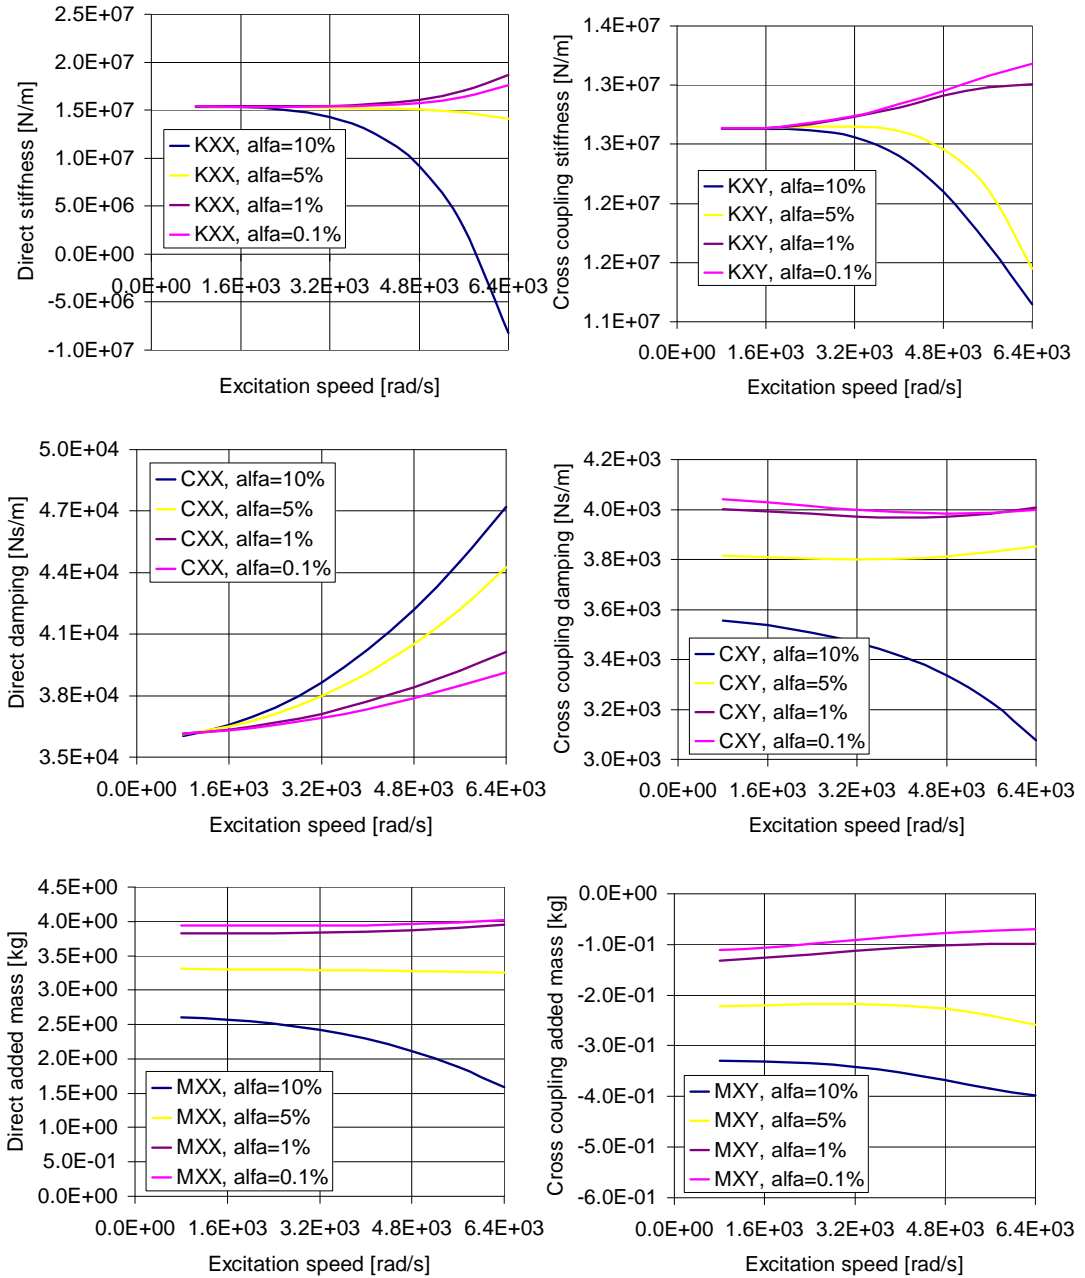 Direct stiffness [N/m]
2.5E+07
2.0E+07
1.5E+07
1.0E+07
5.0E+06
0.0E+00
-5.0E+06
-1.0E+07
KXX, alfa=10%
KXX, alfa=5%
KXX, alfa=1%
KXX, alfa=0.1%
0.0E+00 1.6E+03 3.2E+03 4.8E+03 6.4E+03
Excitation speed [rad/s]
Cross coupling stiffness [N/m]
1.4E+07
1.3E+07
1.3E+07
1.2E+07
1.2E+07
1.1E+07
KXY, alfa=10%
KXY, alfa=5%
KXY, alfa=1%
KXY, alfa=0.1%
0.0E+00 1.6E+03 3.2E+03 4.8E+03 6.4E+03
Excitation speed [rad/s]
Direct damping [Ns/m]
5.0E+04
4.7E+04
4.4E+04
4.1E+04
3.8E+04
3.5E+04
CXX, alfa=10%
CXX, alfa=5%
CXX, alfa=1%
CXX, alfa=0.1%
0.0E+00 1.6E+03 3.2E+03 4.8E+03 6.4E+03
Excitation speed [rad/s]
Cross coupling damping [Ns/m]
4.2E+03
4.0E+03
3.8E+03
3.6E+03
3.4E+03
3.2E+03
3.0E+03
CXY, alfa=10%
CXY, alfa=5%
CXY, alfa=1%
CXY, alfa=0.1%
0.0E+00 1.6E+03 3.2E+03 4.8E+03 6.4E+03
Excitation speed [rad/s]
Direct added mass [kg]
4.5E+00
4.0E+00
3.5E+00
3.0E+00
2.5E+00
2.0E+00
1.5E+00
1.0E+00
5.0E-01
0.0E+00
MXX, alfa=10%
MXX, alfa=5%
MXX, alfa=1%
MXX, alfa=0.1%
0.0E+00 1.6E+03 3.2E+03 4.8E+03 6.4E+03
Excitation speed [rad/s]
Cross coupling added mass [kg]
0.0E+00
-1.0E-01
-2.0E-01
-3.0E-01
-4.0E-01
-5.0E-01
-6.0E-01
MXY, alfa=10%
MXY, alfa=5%
MXY, alfa=1%
MXY, alfa=0.1%
0.0E+00 1.6E+03 3.2E+03 4.8E+03 6.4E+03
Excitation speed [rad/s]